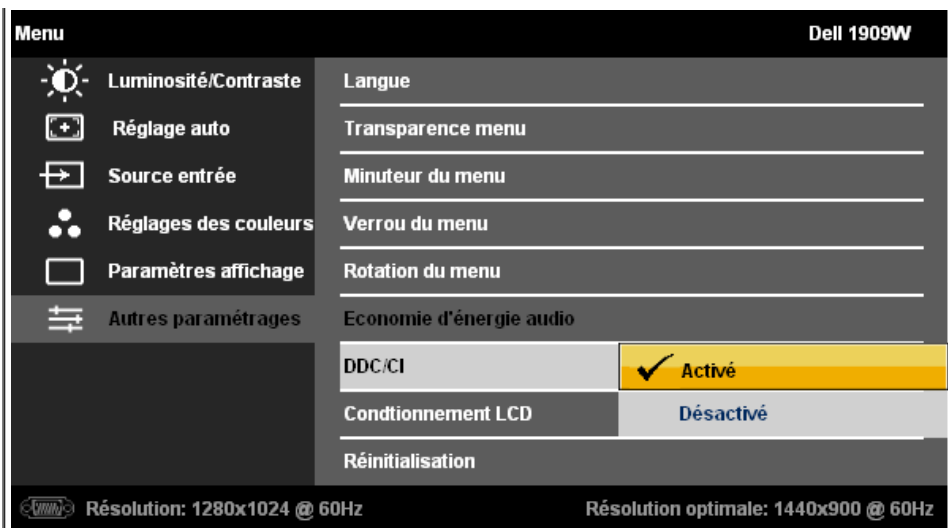 Menu Dell 1909W
Luminosité/Contraste Langue
Réglage auto Transparence menu
Source entrée Minuteur du menu
Réglages des couleurs Verrou du menu
Paramètres affichage Rotation du menu
Autres paramétrages Economie d'énergie audio
DDC/CI Activé
Condtionnement LCD Désactivé
Réinitialisation
Résolution: 1280x1024 @ 60Hz Résolution optimale: 1440x900 @ 60Hz